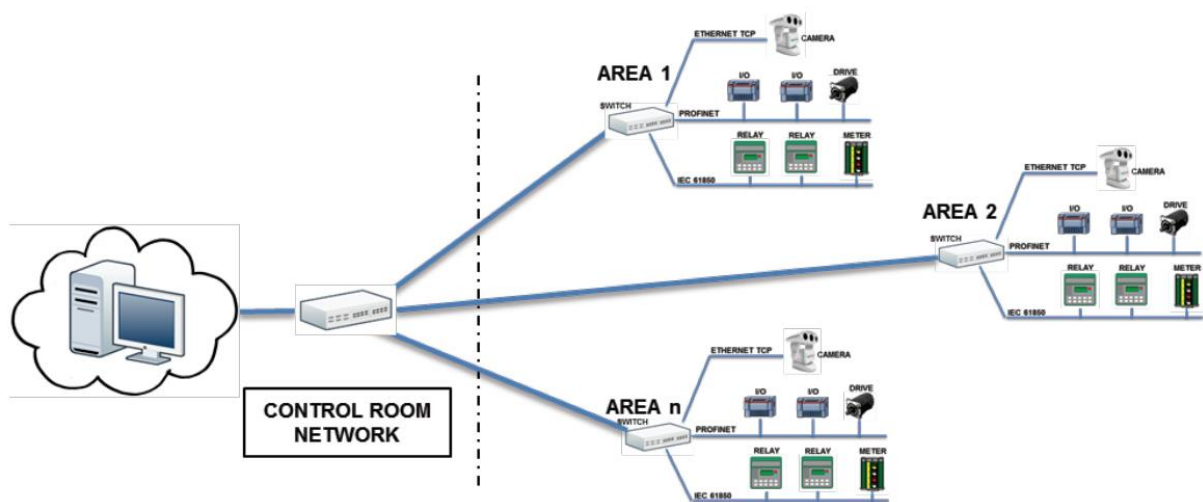 ETHERNET TCP
CAMERA
AREA 1
I/O
I/O
DRIVE
SWITCH
PROFINET
RELAY
RELAY
METER
IEC 61850
ETHERNET TCP
CAMERA
AREA 2
I/O
I/O
DRIVE
SWITCH
PROFINET
RELAY
RELAY
METER
IEC 61850
ETHERNET TCP
CAMERA
AREA n
I/O
I/O
DRIVE
SWITCH
PROFINET
RELAY
RELAY
METER
IEC 61850
CONTROL ROOM
NETWORK